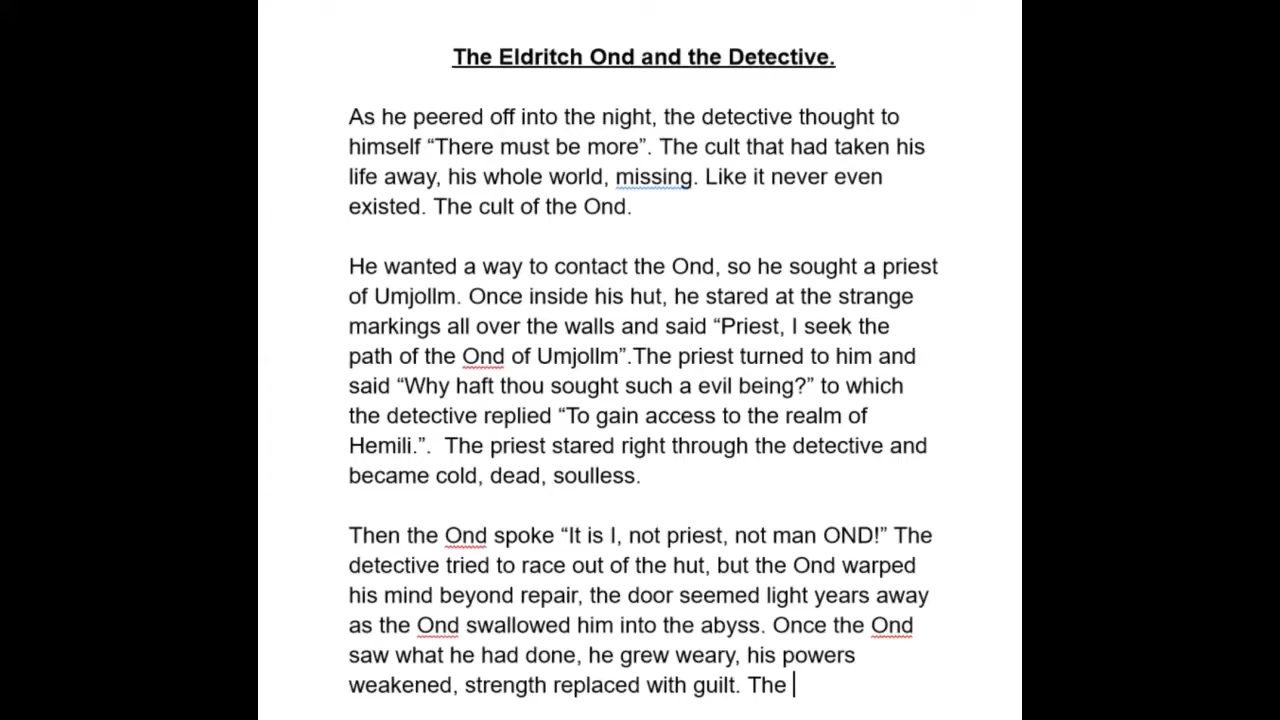 The Eldritch Ond and the Detective.
As he peered off into the night, the detective thought to
himself “There must be more”. The cult that had taken his
life away, his whole world, missing. Like it never even
existed. The cult of the Ond.
He wanted a way to contact the Ond, so he sought a priest
of Umjollm. Once inside his hut, he stared at the strange
markings all over the walls and said “Priest, I seek the
path of the Ond of Umjollm”.The priest turned to him and
said “Why haft thou sought such a evil being?” to which
the detective replied “To gain access to the realm of
Hemili.”.  The priest stared right through the detective and
became cold, dead, soulless.
Then the Ond spoke “It is I, not priest, not man OND!” The
detective tried to race out of the hut, but the Ond warped
his mind beyond repair, the door seemed light years away
as the Ond swallowed him into the abyss. Once the Ond
saw what he had done, he grew weary, his powers
weakened, strength replaced with guilt. The